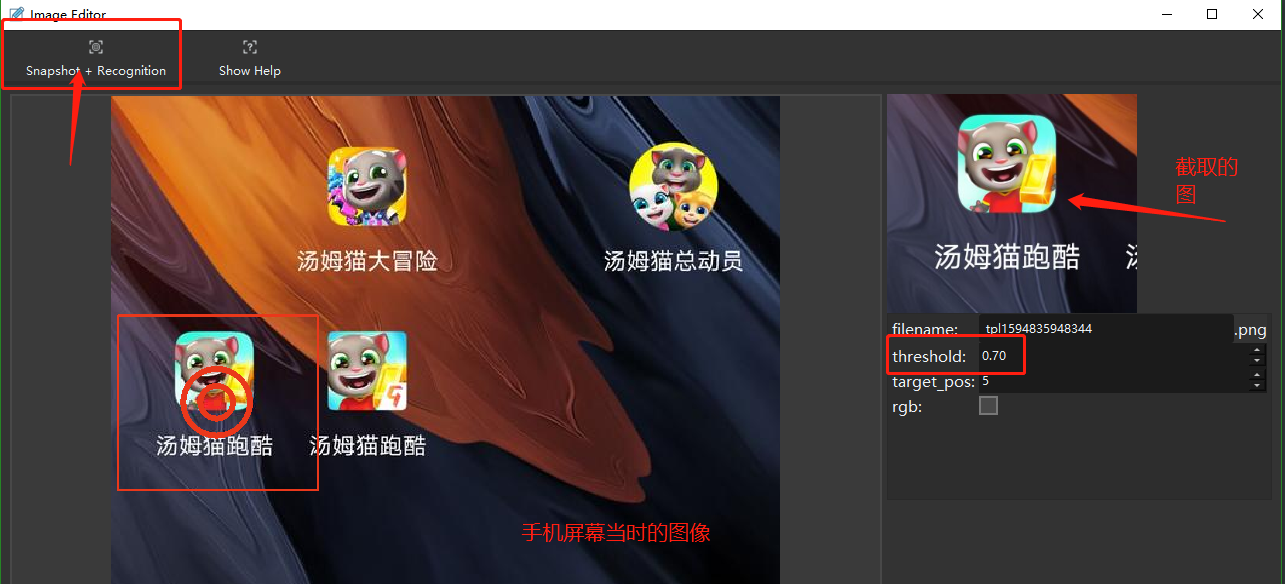 Image Editor
Snapshot + Recognition
Show Help
汤姆猫大冒险
汤姆猫总动员
汤姆猫跑酷
汤姆猫跑酷
手机屏幕当时的图像
截取的
图
汤姆猫跑酷
filename: tpl1594835948344 .png
threshold: 0.70
target_pos: 5
rgb: